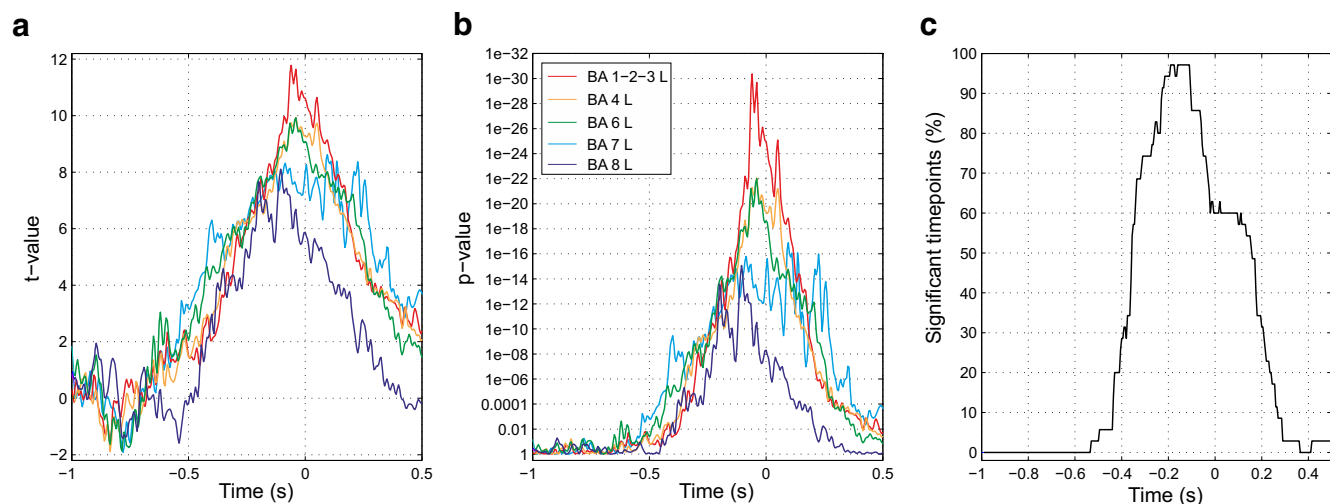 a
12
10
8
6
4
2
0
−2
t−value
−1
−0.5
0
0.5
Time (s)
b
1e−32
1e−30
1e−28
1e−26
1e−24
1e−22
1e−20
1e−18
1e−16
1e−14
1e−12
1e−10
1e−08
1e−06
0.0001
0.01
1
p−value
BA 1−2−3 L
BA 4 L
BA 6 L
BA 7 L
BA 8 L
−1
−0.5
0
0.5
Time (s)
c
100
90
80
70
60
50
40
30
20
10
0
Significant timepoints (%)
−1
−0.8
−0.6
−0.4
−0.2
0
0.2
0.4
Time (s)